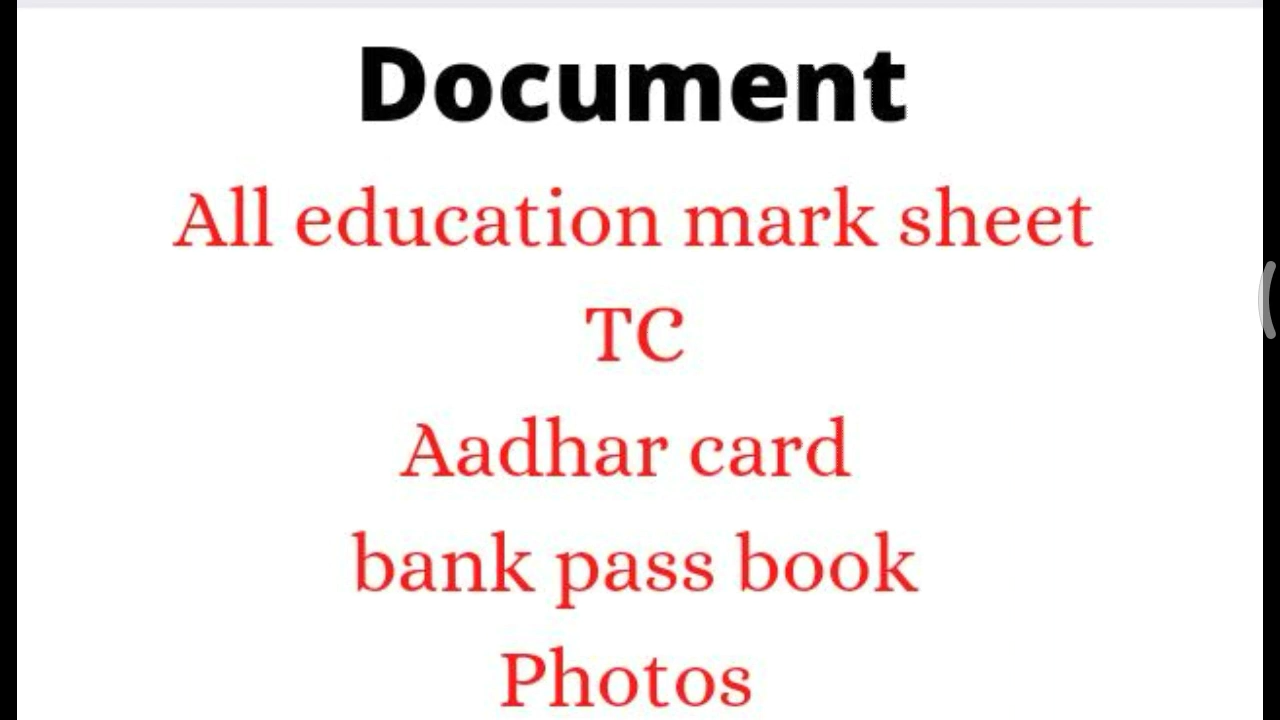 Document
All education mark sheet
TC
Aadhar card
bank pass book
Photos